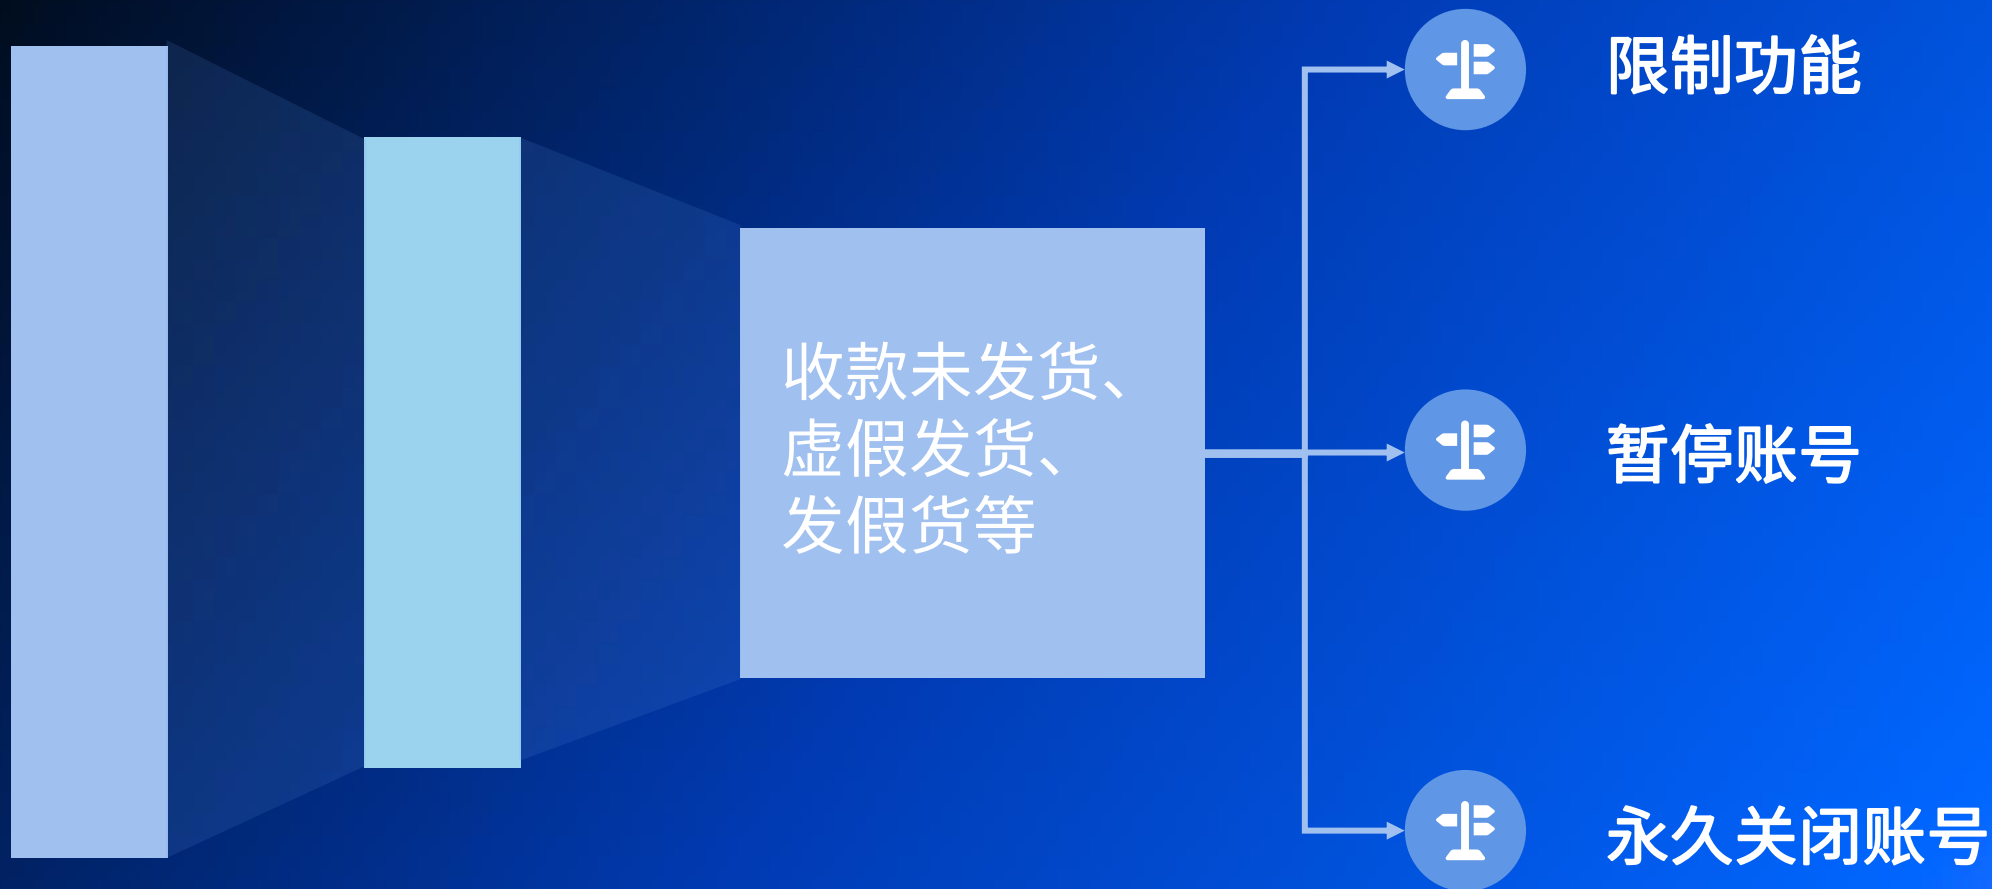 收款未发货、
虚假发货、
发假货等
限制功能
暂停账号
永久关闭账号